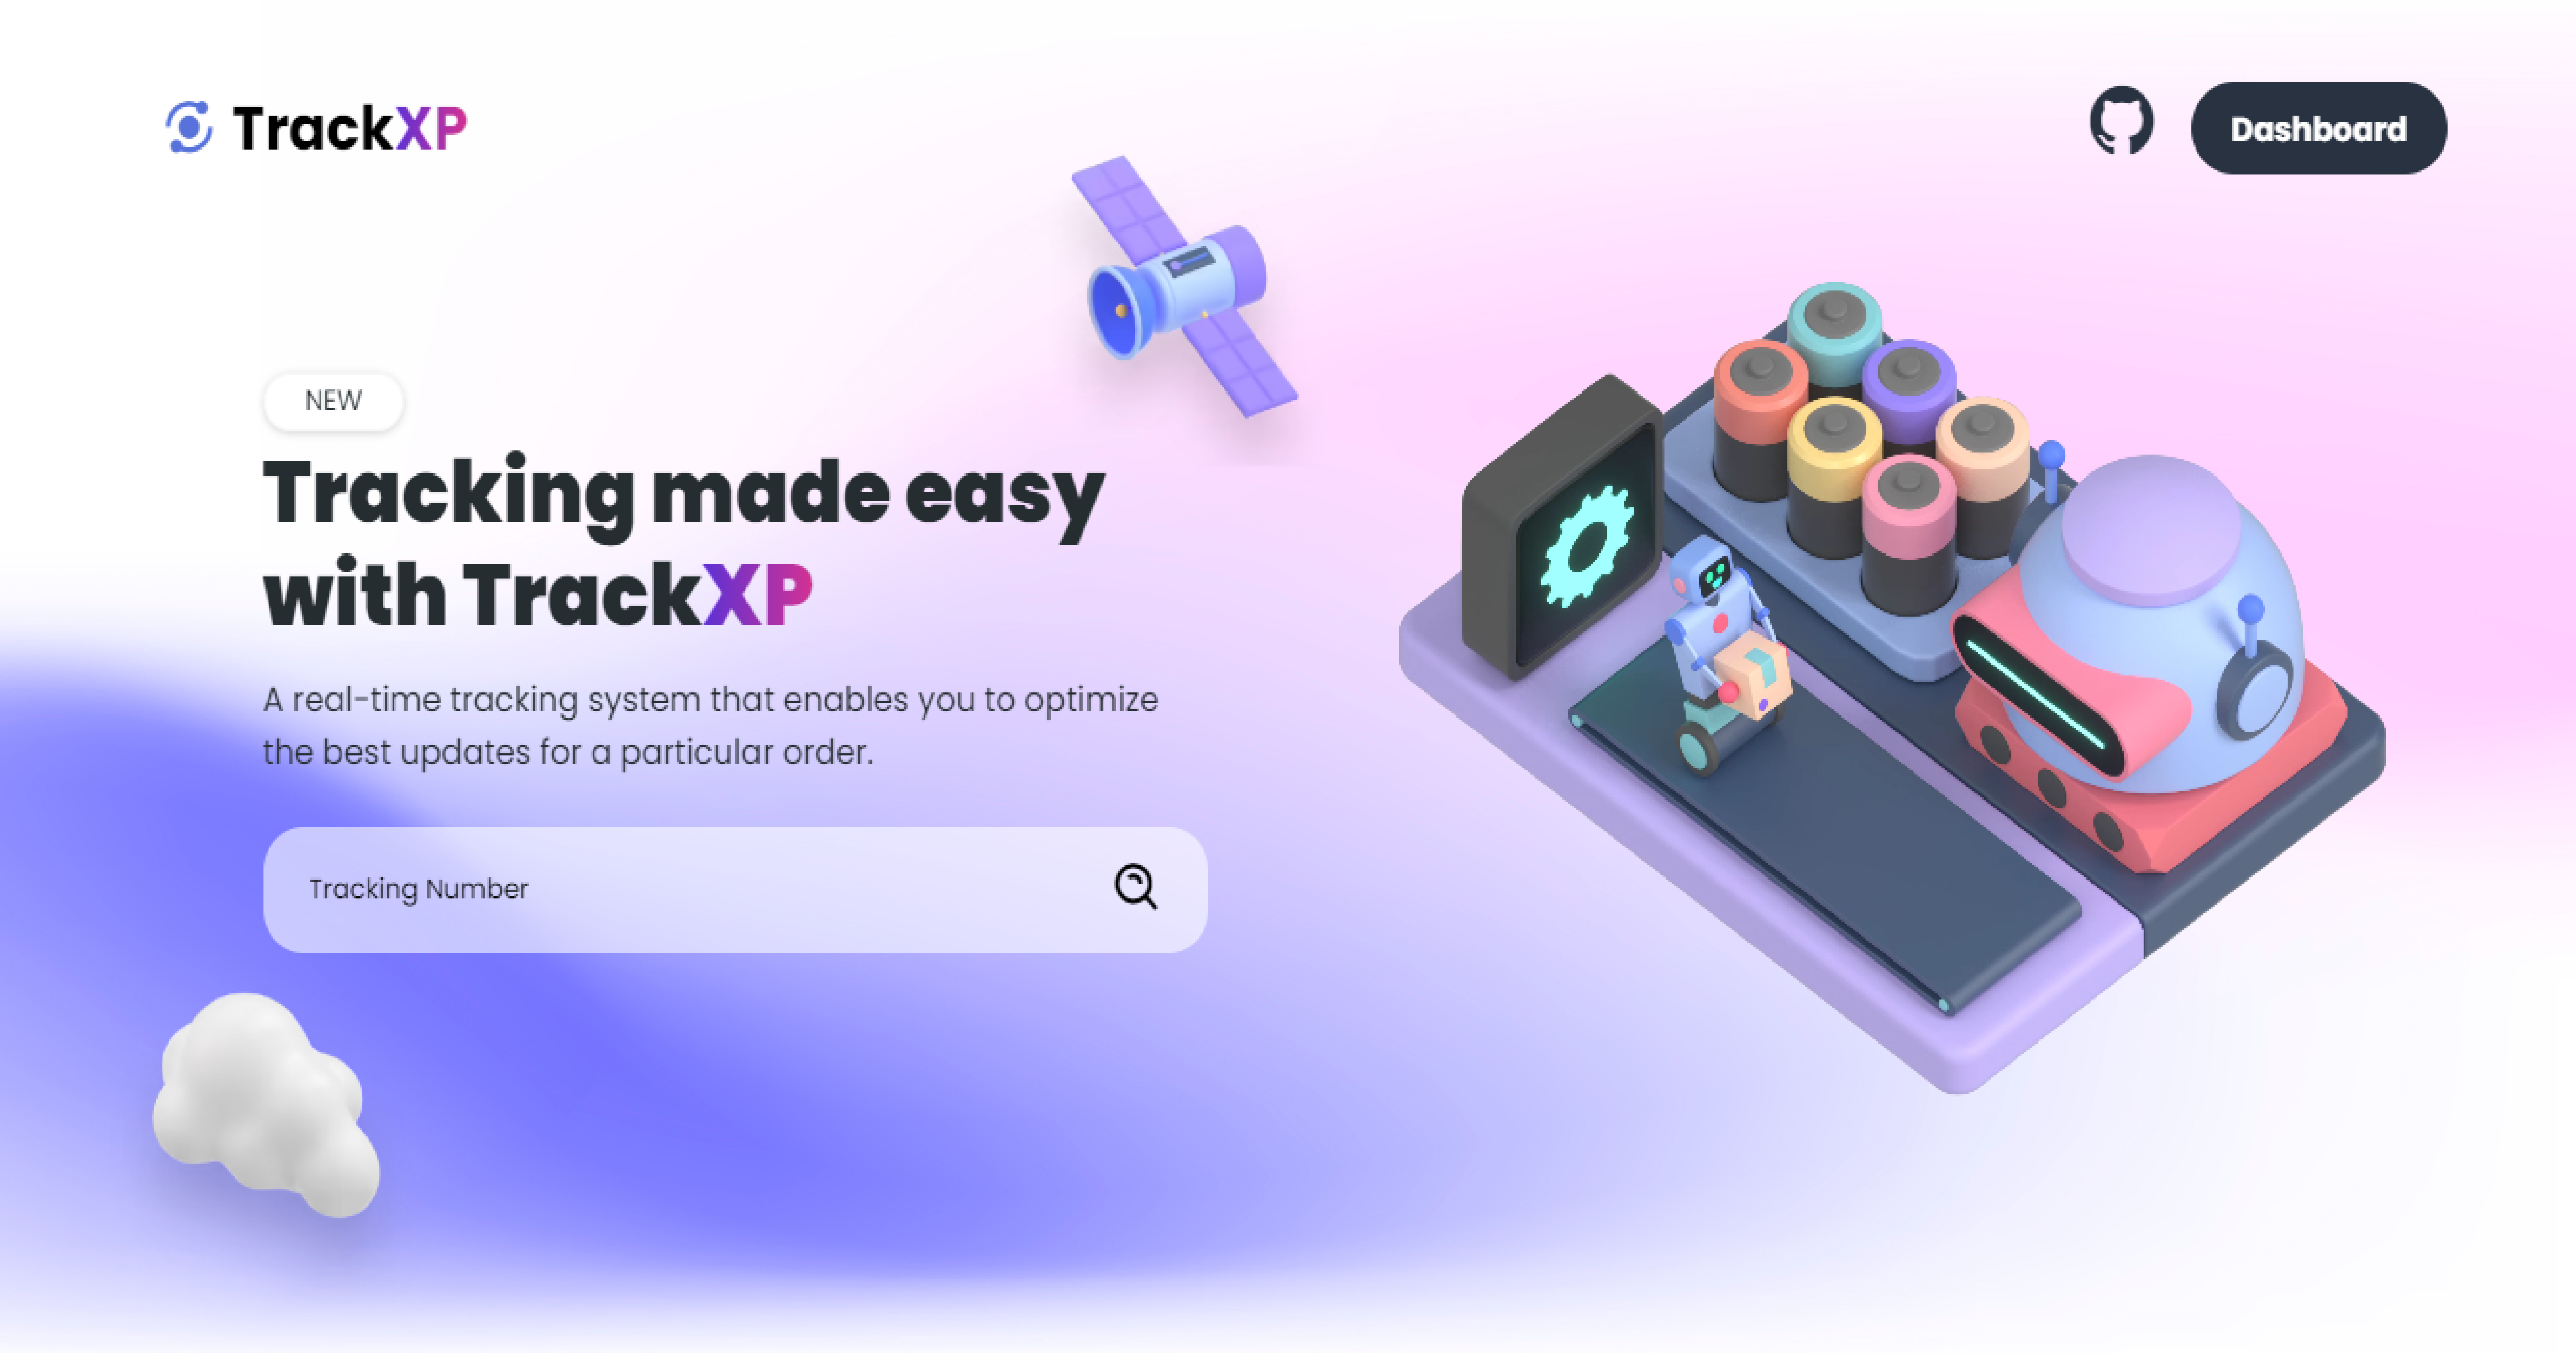 TrackXP
Dashboard
NEW
Tracking made easy
with TrackXP
A real-time tracking system that enables you to optimize
the best updates for a particular order.
Tracking Number